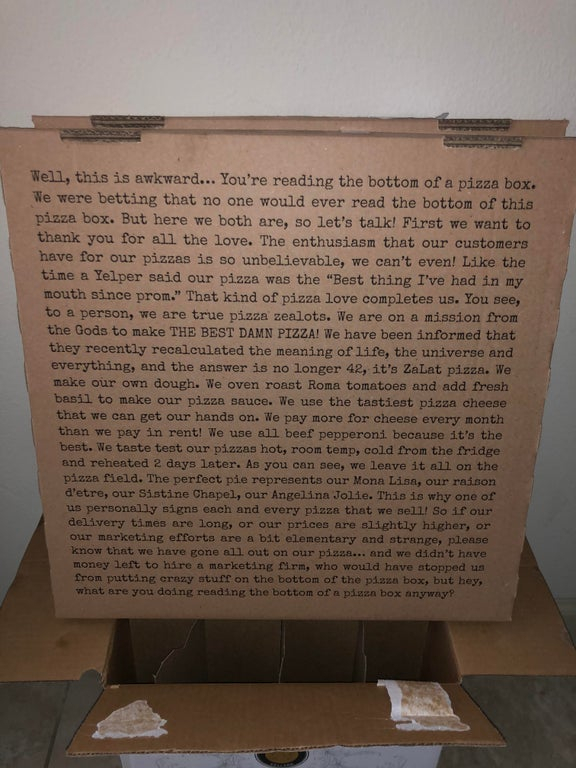 Well, this is awkward... You're reading the bottom of a pizza box.
We were betting that no one would ever read the bottom of this
pizza box. But here we both are, so let's talk! First we want to
thank you for all the love. The enthusiasm that our customers
have for our pizzas is so unbelievable, we can't even! Like the
time a Yelper said our pizza was the "Best thing I've had in my
mouth since prom." That kind of pizza love completes us. You see,
to a person, we are true pizza zealots. We are on a mission from
the Gods to make THE BEST DAMN PIZZA! We have been informed that
they recently recalculated the meaning of life, the universe and
everything, and the answer is no longer 42, it's ZaLat pizza. We
make our own dough. We oven roast Roma tomatoes and add fresh
basil to make our pizza sauce. We use the tastiest pizza cheese
that we can get our hands on. We pay more for cheese every month
than we pay in rent! We use all beef pepperoni because it's the
best. We taste test our pizzas hot, room temp, cold from the fridge
and reheated 2 days later. As you can see, we leave it all on the
pizza field. The perfect pie represents our Mona Lisa, our raison
d'etre, our Sistine Chapel, our Angelina Jolie. This is why one of
us personally signs each and every pizza that we sell! So if our
delivery times are long, or our prices are slightly higher, or
our marketing efforts are a bit elementary and strange, please
know that we have gone all out on our pizza... and we didn't have
money left to hire a marketing firm, who would have stopped us
from putting crazy stuff on the bottom of the pizza box, but hey,
what are you doing reading the bottom of a pizza box anyway?